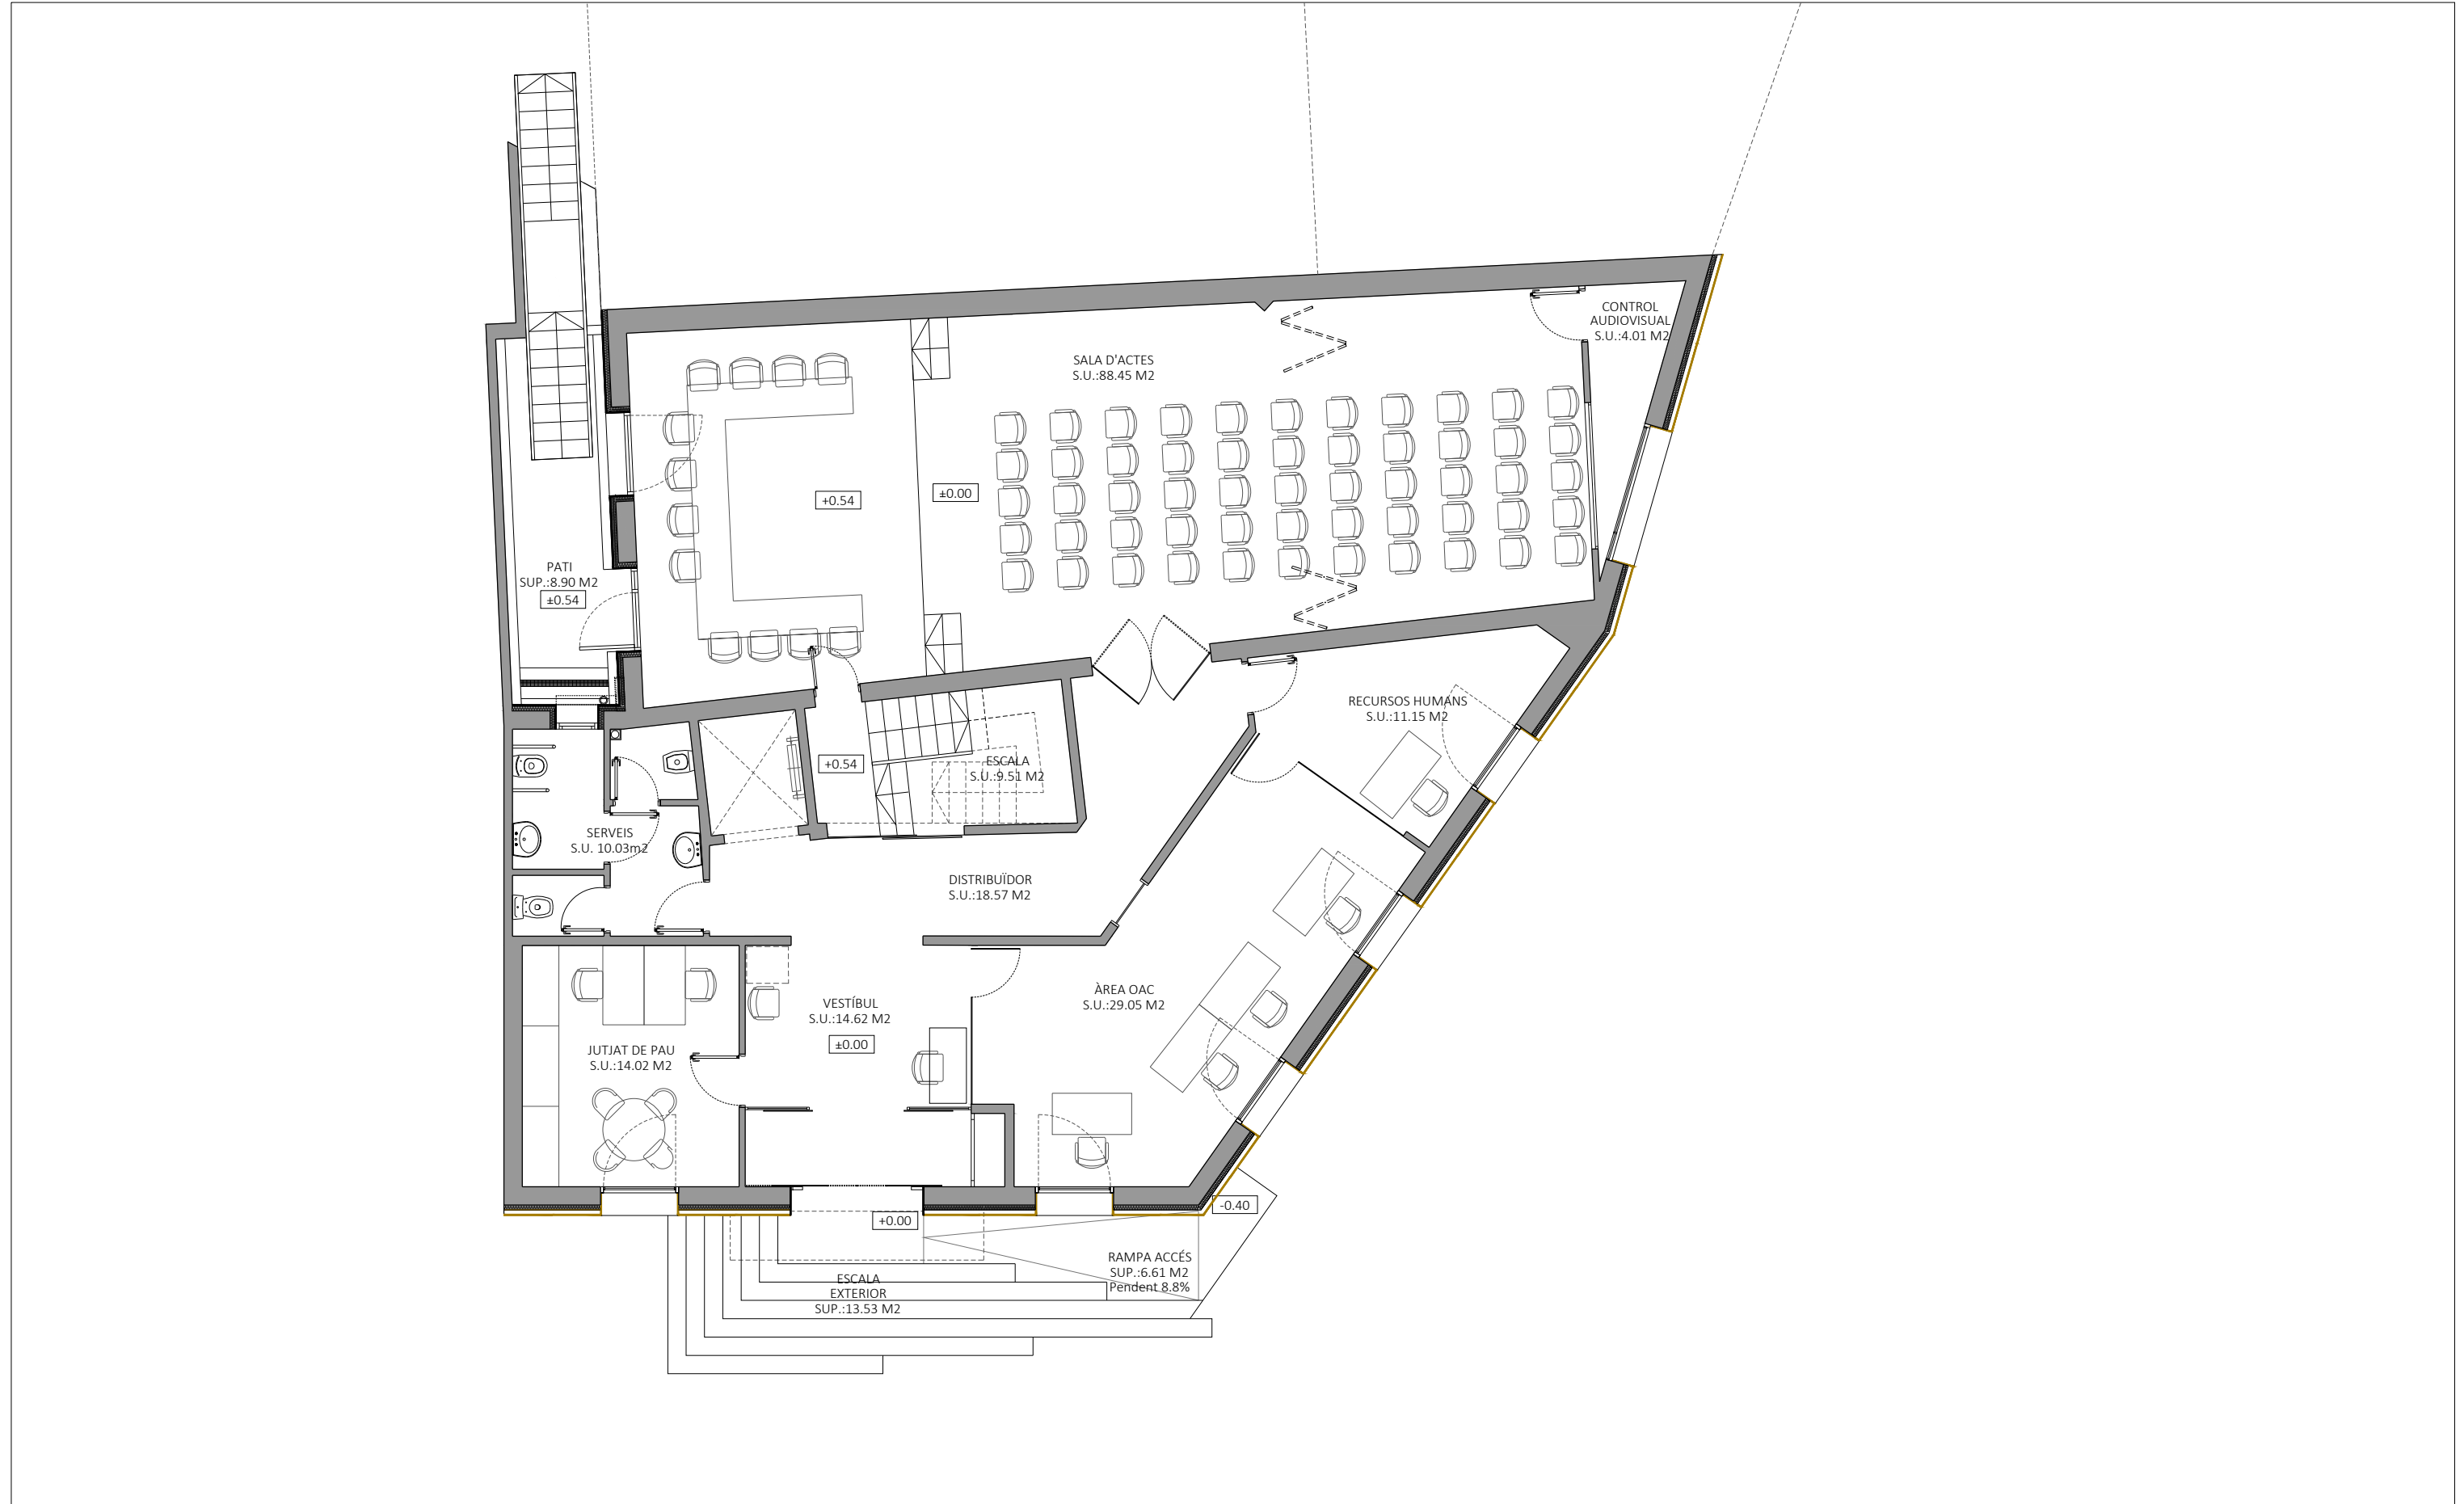 CONTROL
AUDIOVISUAL
S.U.:4.01 M2
SALA D'ACTES
S.U.:88.45 M2
+0.54
±0.00
PATI
SUP.:8.90 M2
±0.54
RECURSOS HUMANS
S.U.:11.15 M2
+0.54
ESCALA
S.U.:9.51 M2
SERVEIS
S.U. 10.03m2
DISTRIBUÏDOR
S.U.:18.57 M2
ÀREA OAC
S.U.:29.05 M2
VESTÍBUL
S.U.:14.62 M2
±0.00
JUTJAT DE PAU
S.U.:14.02 M2
-0.40
+0.00
RAMPA ACCÉS
SUP.:6.61 M2
Pendent 8.8%
ESCALA
EXTERIOR
SUP.:13.53 M2